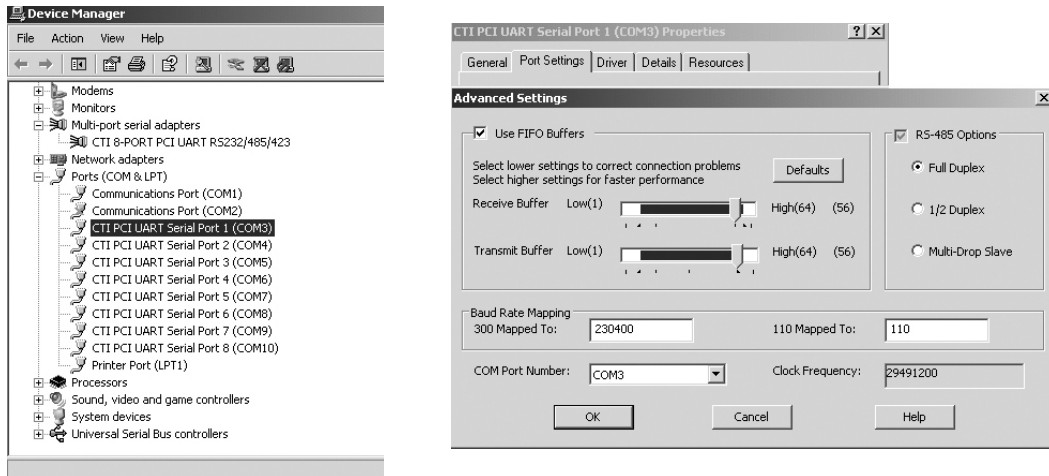 Device Manager
File Action View Help
Modems
Monitors
Multi-port serial adapters
CTI 8-PORT PCI UART RS232/485/423
Network adapters
Ports (COM & LPT)
Communications Port (COM1)
Communications Port (COM2)
CTI PCI UART Serial Port 1 (COM3)
CTI PCI UART Serial Port 2 (COM4)
CTI PCI UART Serial Port 3 (COM5)
CTI PCI UART Serial Port 4 (COM6)
CTI PCI UART Serial Port 5 (COM7)
CTI PCI UART Serial Port 6 (COM8)
CTI PCI UART Serial Port 7 (COM9)
CTI PCI UART Serial Port 8 (COM10)
Printer Port (LPT1)
Processors
Sound, video and game controllers
System devices
Universal Serial Bus controllers
CTI PCI UART Serial Port 1 (COM3) Properties
General Port Settings Driver Details Resources
Advanced Settings
Use FIFO Buffers
Select lower settings to correct connection problems
Select higher settings for faster performance
Defaults
Receive Buffer Low(1) High(64) (56)
Transmit Buffer Low(1) High(64) (56)
RS-485 Options
Full Duplex
1/2 Duplex
Multi-Drop Slave
Baud Rate Mapping
300 Mapped To: 230400 110 Mapped To: 110
COM Port Number: COM3 Clock Frequency: 29491200
OK Cancel Help